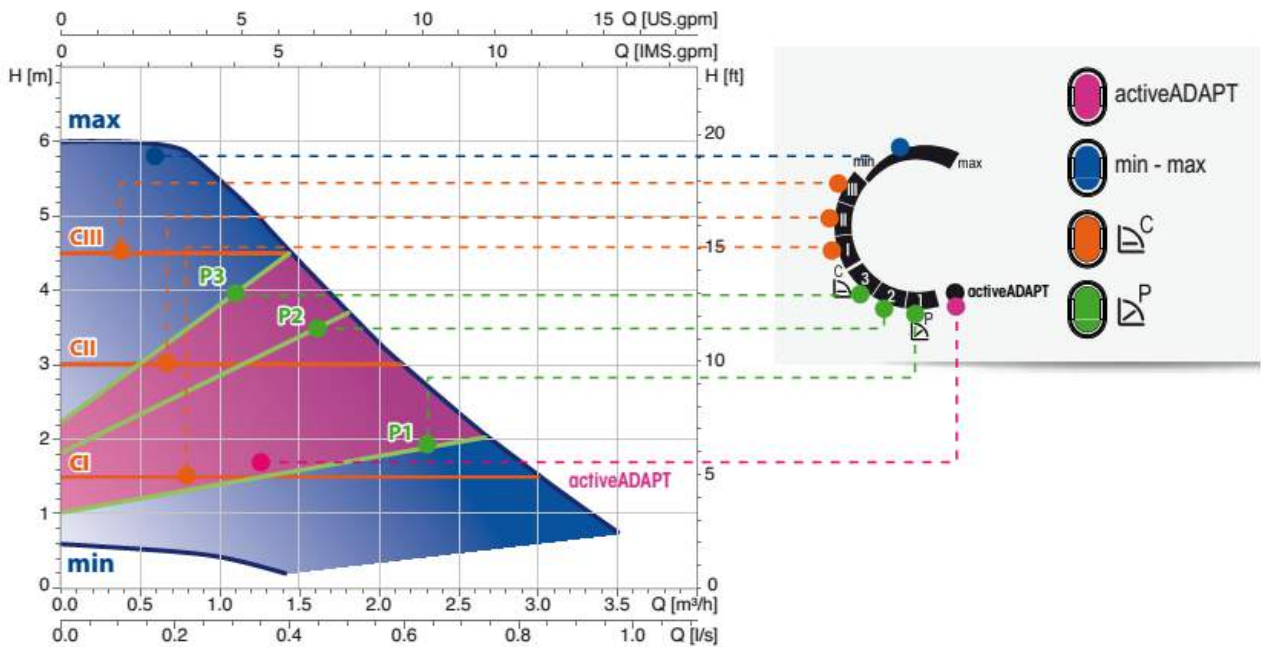 0 5 10 15 Q [US.gpm]
0 5 10 Q [IMS.gpm]
H [m] H [ft]
activeADAPT
max
6 20
min max
min - max
III
5
II
CIII 15
I
C
C
P3 3
4
2 activeADAPT
P2 1
P
P
CII
3 10
2
P1
CI
activeADAPT 5
1
min
0 0
0.0 0.5 1.0 1.5 2.0 2.5 3.0 3.5 Q [m³/h]
0.0 0.2 0.4 0.6 0.8 1.0 Q [l/s]